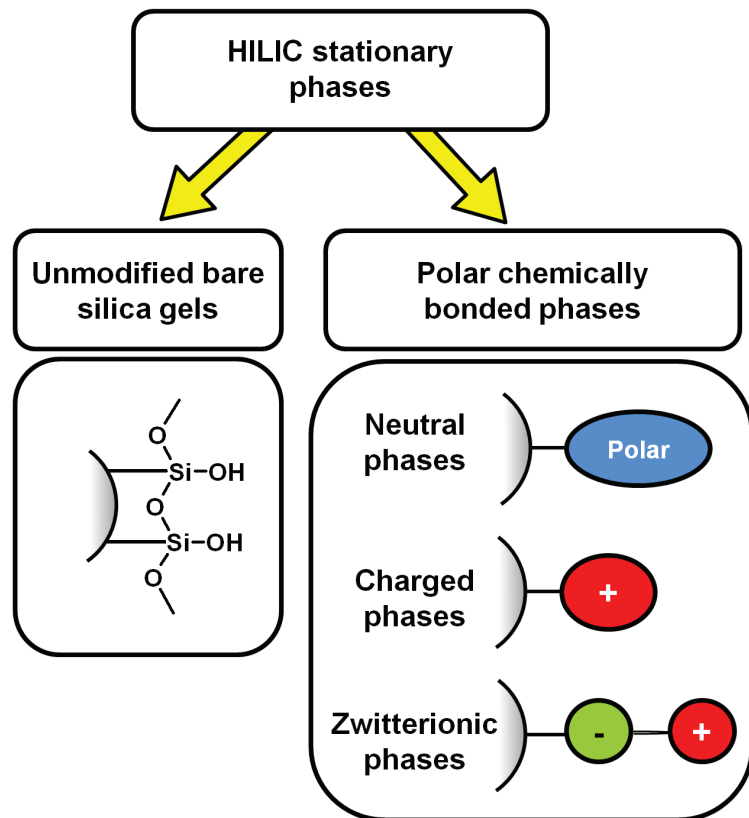 HILIC stationary
phases
Unmodified bare
silica gels
Polar chemically
bonded phases
O
Si-OH
O
Si-OH
O
Neutral
phases
Polar
Charged
phases
+
Zwitterionic
phases
- +